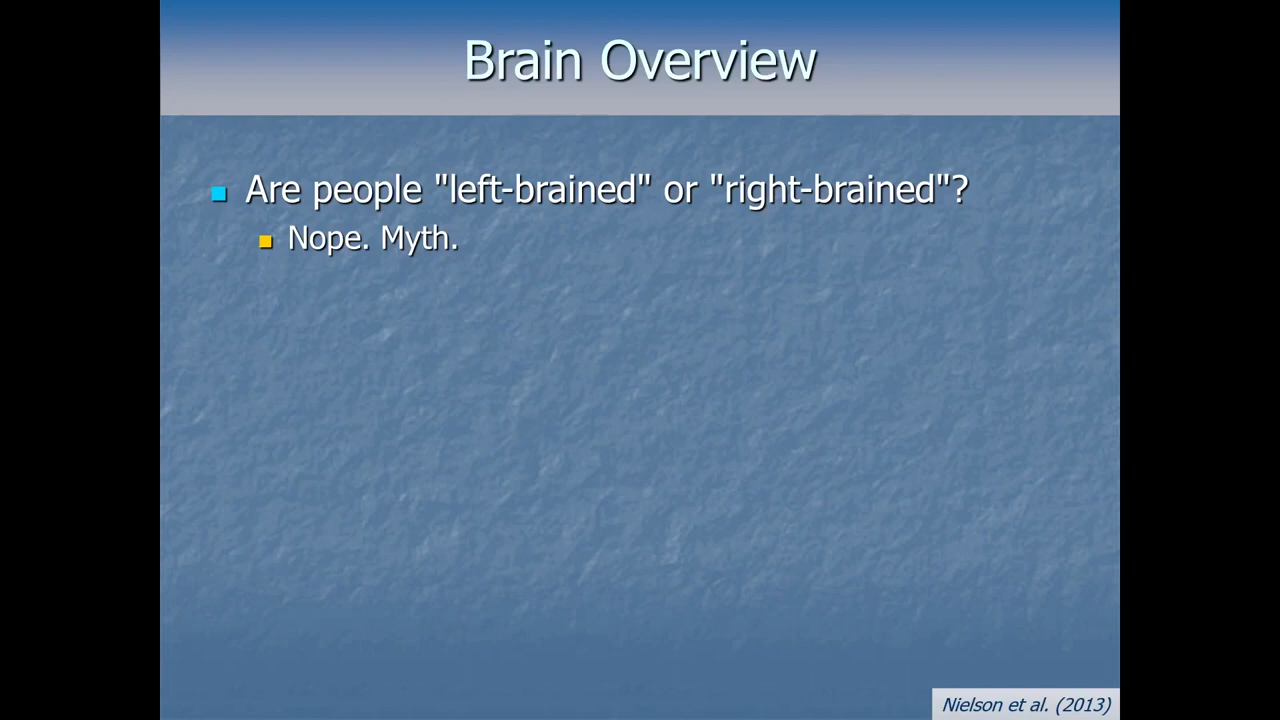 Brain Overview
Are people "left-brained" or "right-brained"?
Nope. Myth.
Nielson et al. (2013)